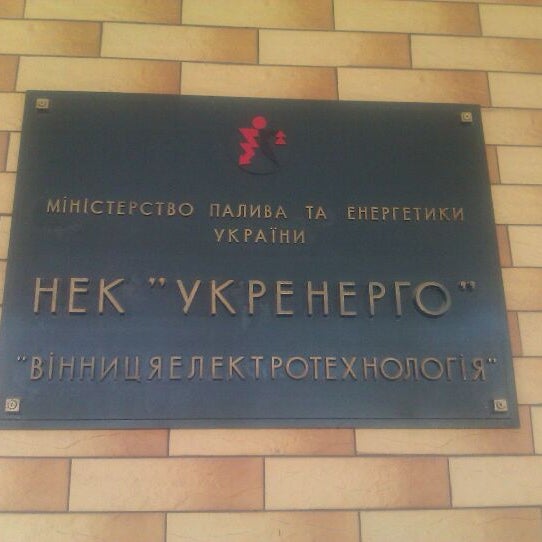 МІНІСТЕРСТВО ПАЛИВА ТА ЕНЕРГЕТИКИ
УКРАЇНИ
НЕК "УКРЕНЕРГО"
"ВІННИЦЯЕЛЕКТРОТЕХНОЛОГІЯ"